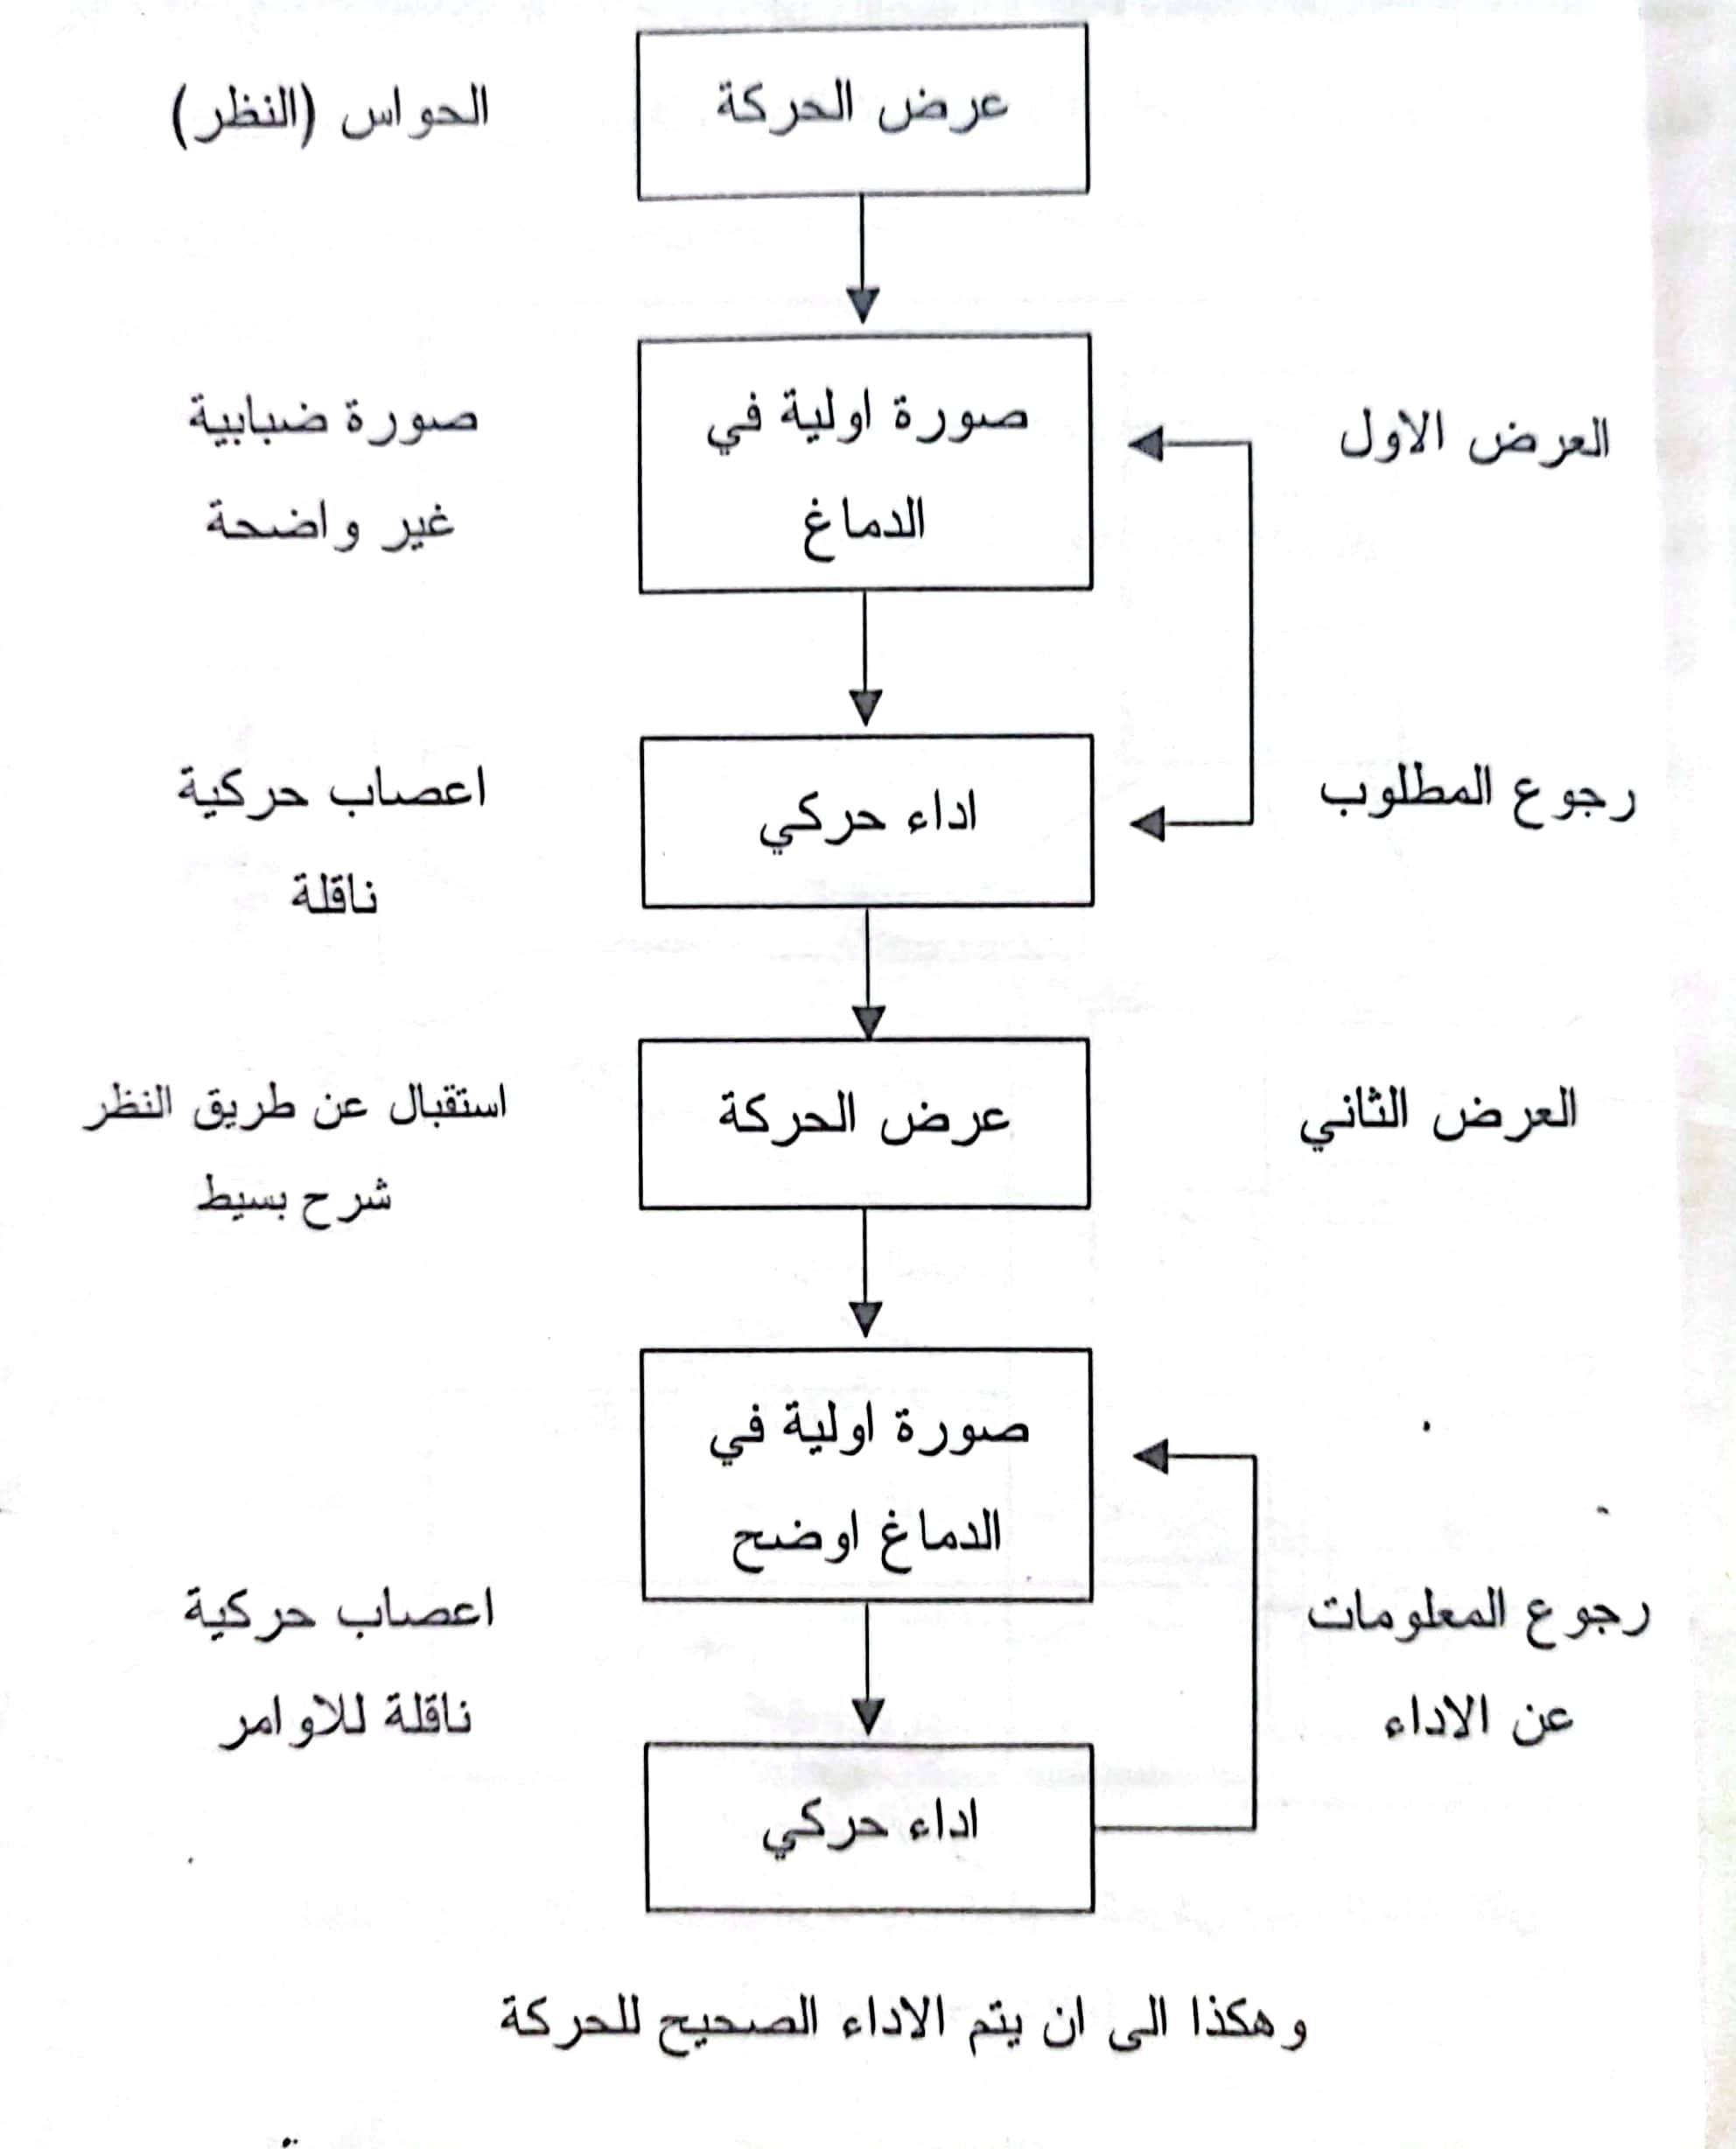 عرض الحركة
الحواس (النظر)
العرض الاول
صورة اولية في
الدماغ
صورة ضبابية
غير واضحة
رجوع المطلوب
اداء حركي
اعصاب حركية
ناقلة
العرض الثاني
عرض الحركة
استقبال عن طريق النظر
شرح بسيط
صورة اولية في
الدماغ اوضح
رجوع المعلومات
عن الاداء
اعصاب حركية
ناقلة للاوامر
اداء حركي
وهكذا الى ان يتم الاداء الصحيح للحركة